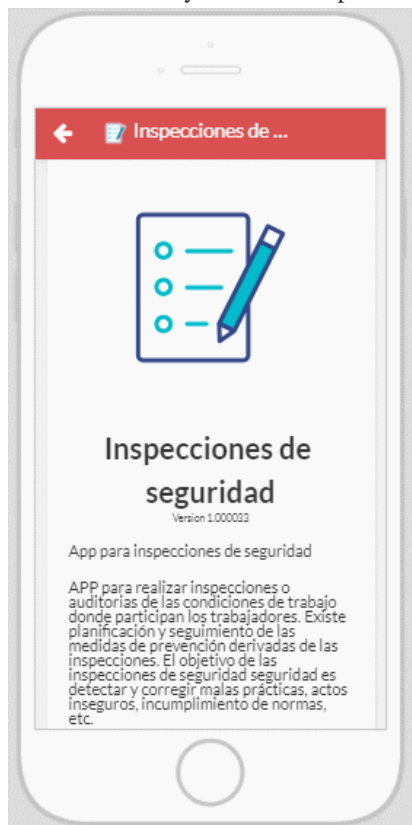 Inspecciones de ...
Inspecciones de
seguridad
Version 1.000033
App para inspecciones de seguridad
APP para realizar inspecciones o
auditorias de las condiciones de trabajo
donde participan los trabajadores. Existe
planificación y seguimiento de las
medidas de prevención derivadas de las
inspecciones. El objetivo de las
inspecciones de seguridad seguridad es
detectar y corregir malas prácticas, actos
inseguros, incumplimiento de normas,
etc.